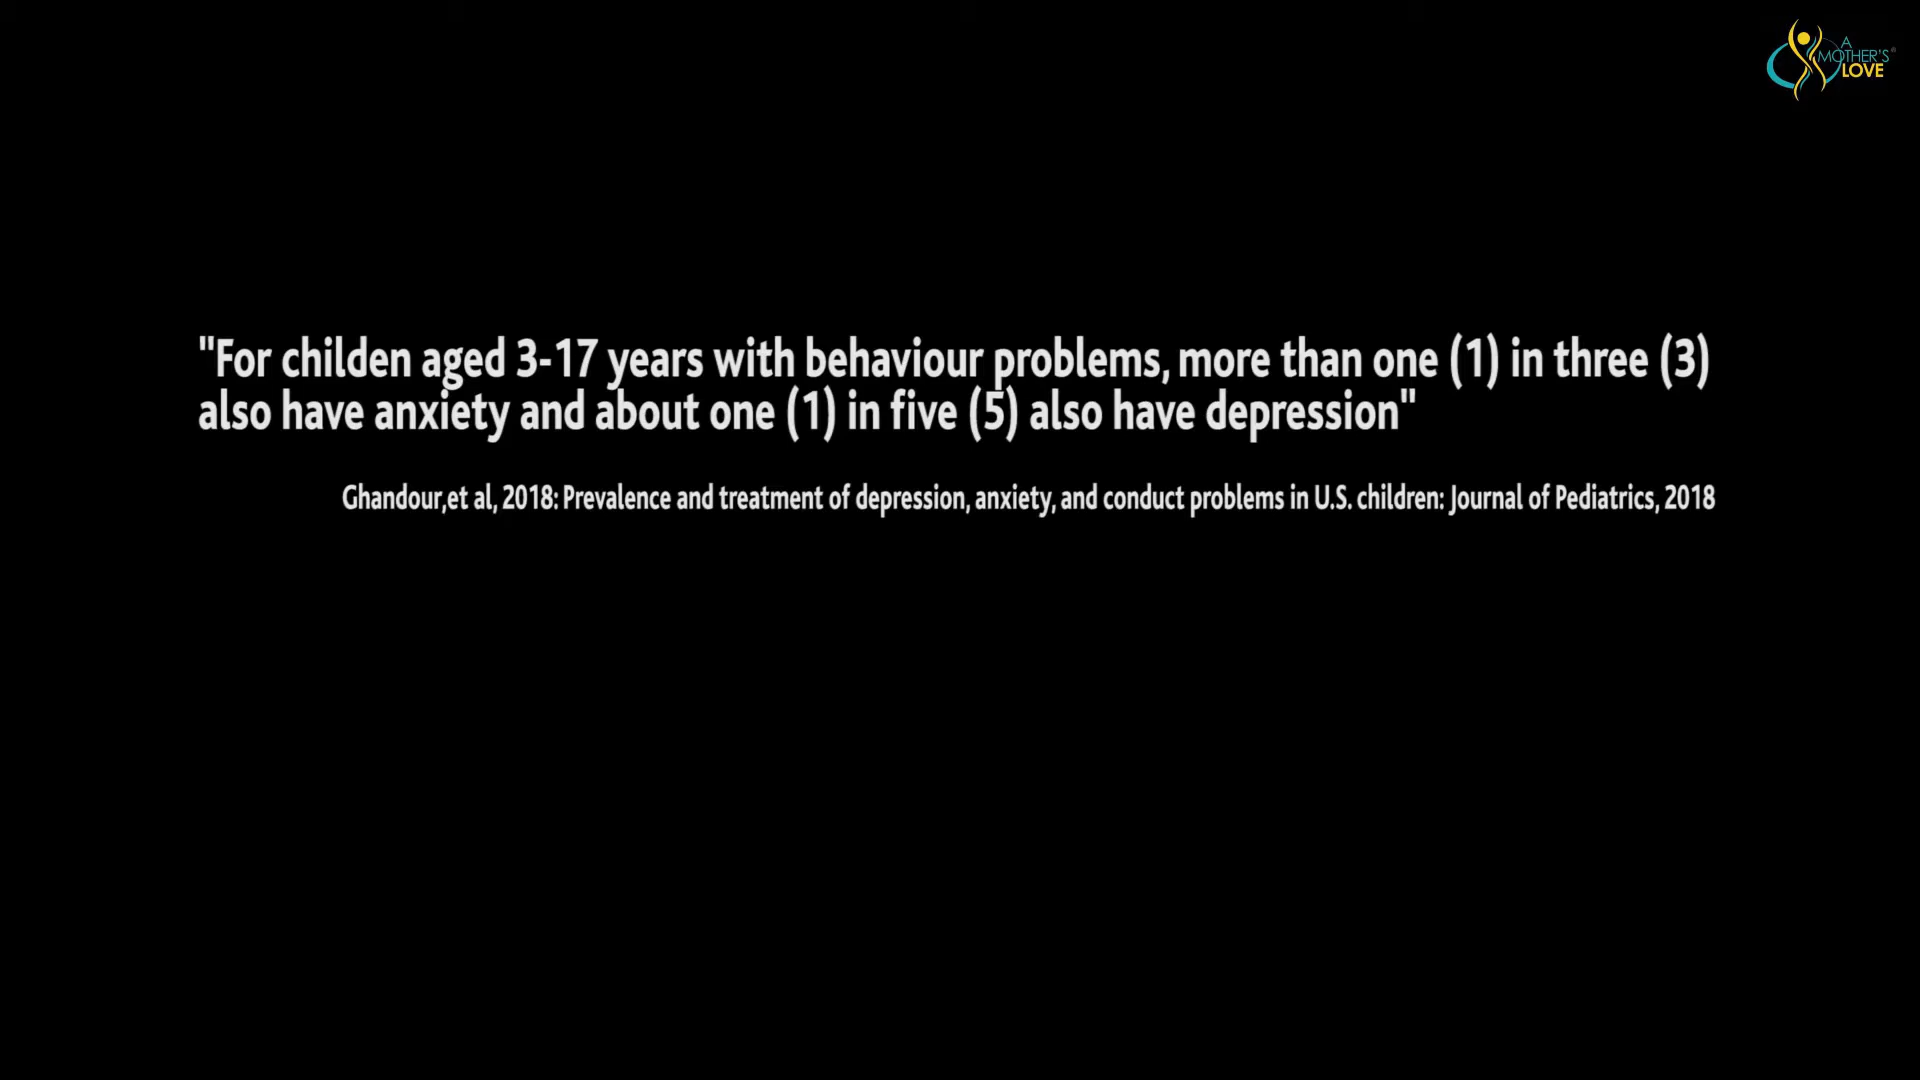 A
MOTHER'S®
LOVE
"For childen aged 3-17 years with behaviour problems, more than one (1) in three (3)
also have anxiety and about one (1) in five (5) also have depression"
Ghandour,et al, 2018: Prevalence and treatment of depression, anxiety, and conduct problems in U.S. children: Journal of Pediatrics, 2018